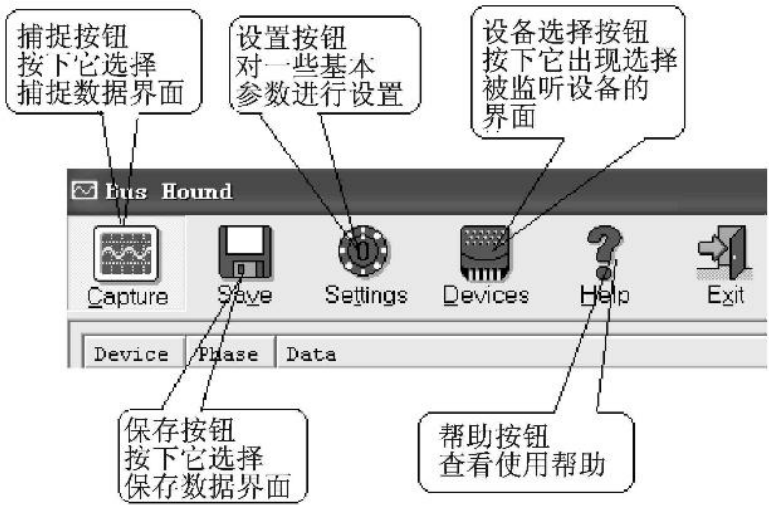 捕捉按钮
按下它选择
捕捉数据界面
设置按钮
对一些基本
参数进行设置
设备选择按钮
按下它出现选择
被监听设备的
界面
Bus Hound
Capture
Save
Settings
Devices
Help
Exit
Device
Phase
Data
保存按钮
按下它选择
保存数据界面
帮助按钮
查看使用帮助